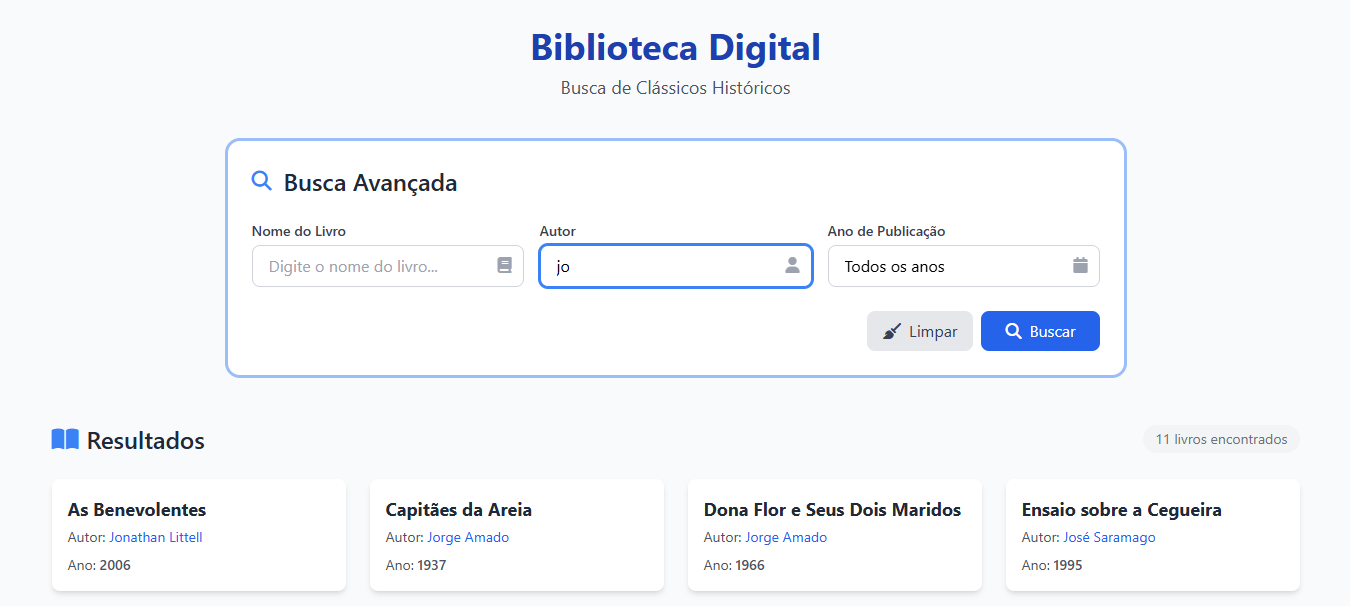 Biblioteca Digital
Busca de Clássicos Históricos
Busca Avançada
Nome do Livro
Digite o nome do livro...
Autor
jo
Ano de Publicação
Todos os anos
Limpar
Buscar
Resultados
11 livros encontrados
As Benevolentes
Autor: Jonathan Littell
Ano: 2006
Capitães da Areia
Autor: Jorge Amado
Ano: 1937
Dona Flor e Seus Dois Maridos
Autor: Jorge Amado
Ano: 1966
Ensaio sobre a Cegueira
Autor: José Saramago
Ano: 1995